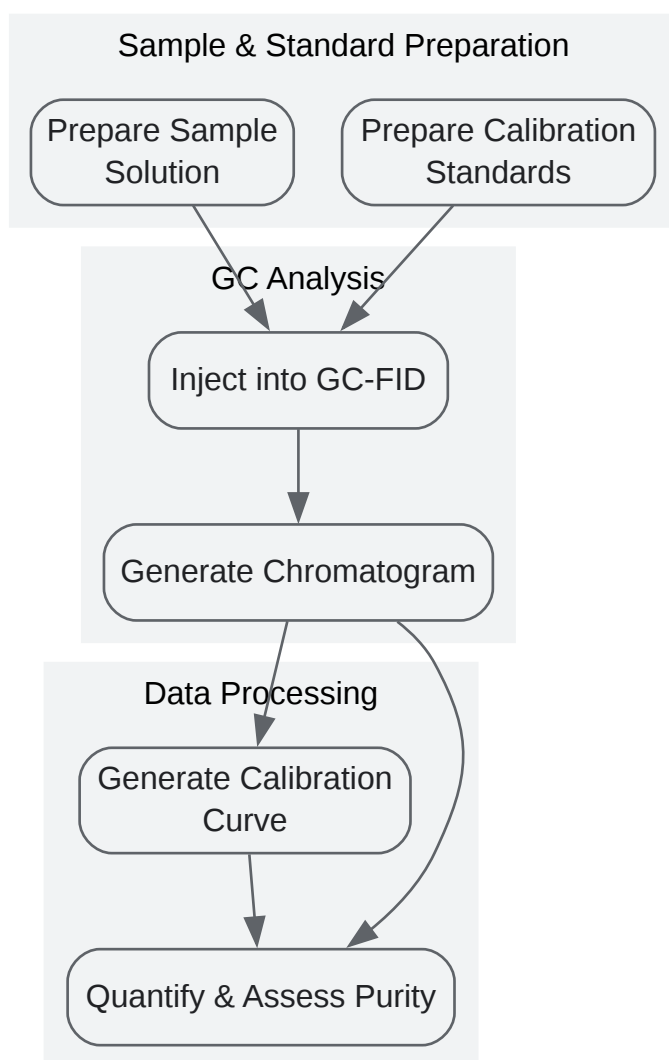 Sample & Standard Preparation
Prepare Sample
Solution
Prepare Calibration
Standards
GC Analysis
Inject into GC-FID
Generate Chromatogram
Data Processing
Generate Calibration
Curve
Quantify & Assess Purity